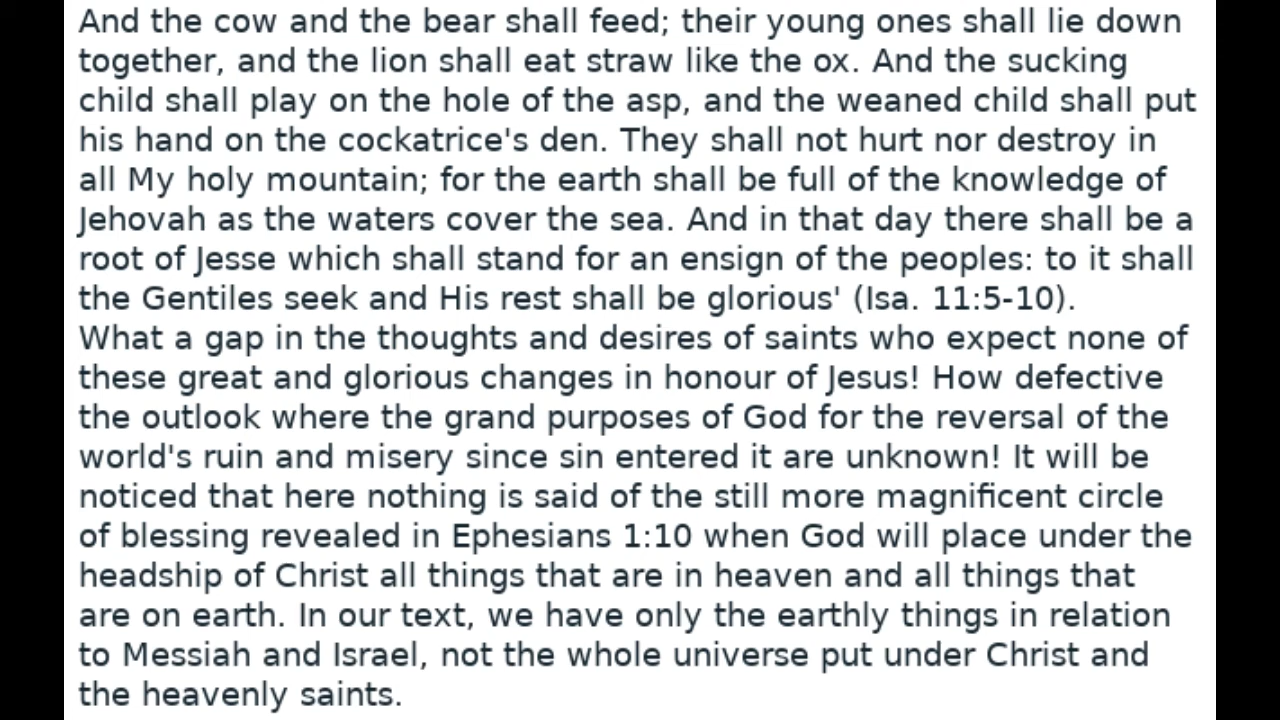 And the cow and the bear shall feed; their young ones shall lie down
together, and the lion shall eat straw like the ox. And the sucking
child shall play on the hole of the asp, and the weaned child shall put
his hand on the cockatrice's den. They shall not hurt nor destroy in
all My holy mountain; for the earth shall be full of the knowledge of
Jehovah as the waters cover the sea. And in that day there shall be a
root of Jesse which shall stand for an ensign of the peoples: to it shall
the Gentiles seek and His rest shall be glorious' (Isa. 11:5-10).
What a gap in the thoughts and desires of saints who expect none of
these great and glorious changes in honour of Jesus! How defective
the outlook where the grand purposes of God for the reversal of the
world's ruin and misery since sin entered it are unknown! It will be
noticed that here nothing is said of the still more magnificent circle
of blessing revealed in Ephesians 1:10 when God will place under the
headship of Christ all things that are in heaven and all things that
are on earth. In our text, we have only the earthly things in relation
to Messiah and Israel, not the whole universe put under Christ and
the heavenly saints.